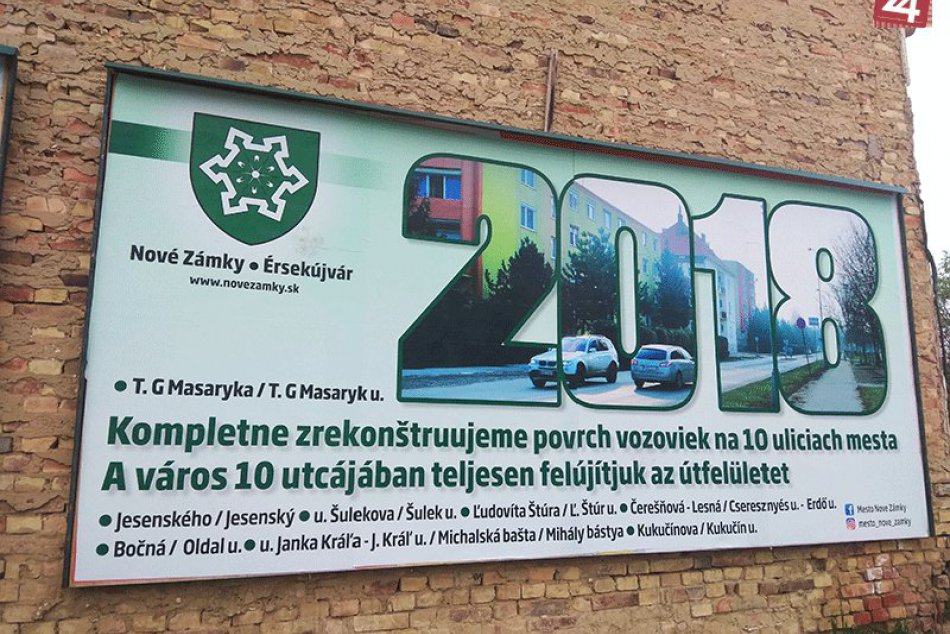 24
Nové Zámky • Érsekújvár
www.novezamky.sk
2018
• T. G Masaryka / T. G Masaryk u.
Kompletne zrekonštruujeme povrch vozoviek na 10 uliciach mesta
A város 10 utcájában teljesen felújítjuk az útfelületet
• Jesenského / Jesenský • u. Šulekova / Šulek u. • Ľudovíta Štúra / Ľ. Štúr u. • Čerešňová - Lesná / Cseresznyés u. - Erdő u.
• Bočná / Oldal u. • u. Janka Kráľa - J. Kráľ u. / Michalská bašta / Mihály bástya • Kukučínova / Kukučín u.
Mesto Nové Zámky
mesto_nove_zamky